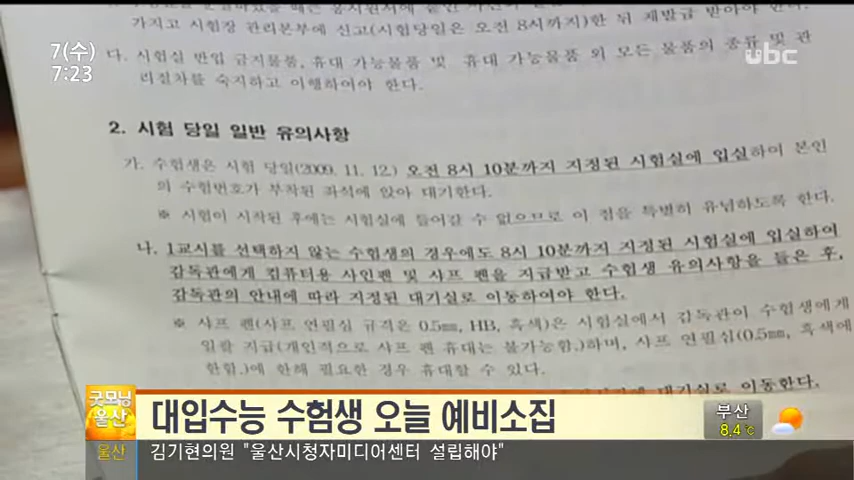 가지고 시험장 관리본부에 신고(시험당일은 오전 8시까지)한 뒤 재발급 받아야 한다.
7(수)
7:23
ubc
다. 시험실 반입 금지물품, 휴대 가능물품 및 휴대 가능물품 외 모든 물품의 종류 및 관
리절차를 숙지하고 이행하여야 한다.
2. 시험 당일 일반 유의사항
가. 수험생은 시험 당일(2009. 11. 12.) 오전 8시 10분까지 지정된 시험실에 입실하여 본인
의 수험번호가 부착된 좌석에 앉아 대기한다.
※ 시험이 시작된 후에는 시험실에 들어갈 수 없으므로 이 점을 특별히 유념하도록 한다.
나. 1교시를 선택하지 않는 수험생의 경우에도 8시 10분까지 지정된 시험실에 입실하여
감독관에게 컴퓨터용 사인펜 및 샤프 펜을 지급받고 수험생 유의사항을 들은 후,
감독관의 안내에 따라 지정된 대기실로 이동하여야 한다.
※ 샤프 펜(샤프 연필심 규격은 0.5㎜, HB, 흑색)은 시험실에서 감독관이 수험생에게
일괄 지급(개인적으로 샤프 펜 휴대는 불가능함.)하며, 샤프 연필심(0.5㎜, 흑색에
한함.)에 한해 필요한 경우 휴대할 수 있다.
대기실로 이동한다.
굿모닝
울산
대입수능 수험생 오늘 예비소집
부산
8.4℃
울산
김기현의원 "울산시청자미디어센터 설립해야"